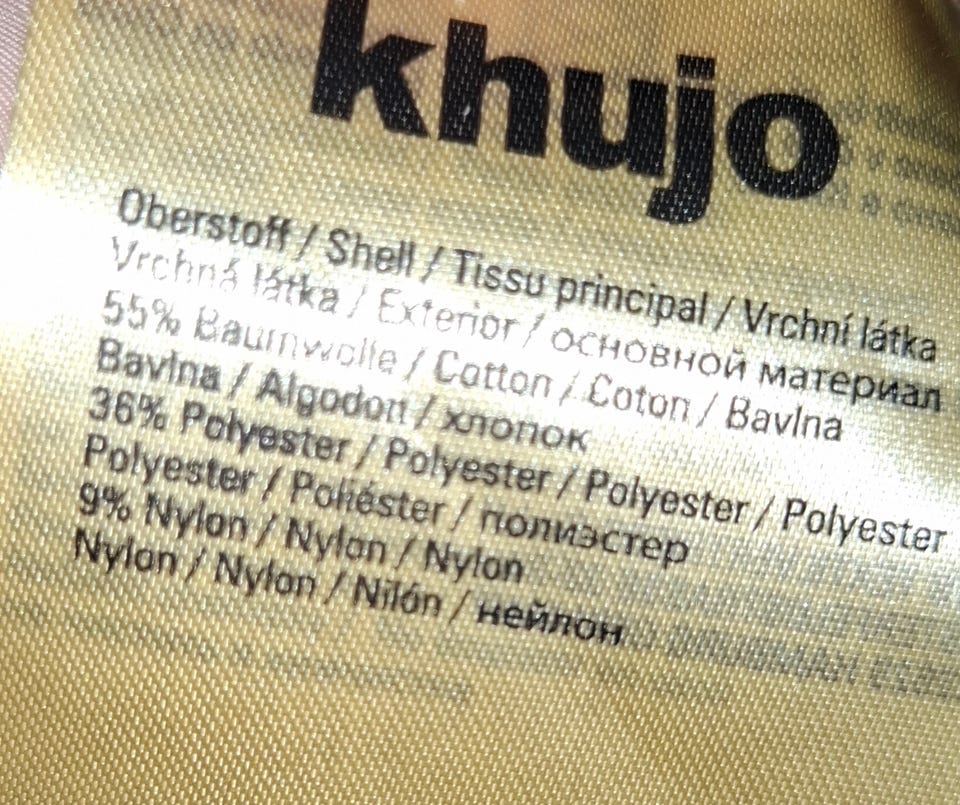 khujo
Oberstoff / Shell / Tissu principal / Vrchní látka
Vrchná látka / Exterior / основной материал
55% Baumwolle / Cotton / Coton / Bavlna
Bavlna / Algodon / хлопок
36% Polyester / Polyester / Polyester / Polyester
Polyester / Poliéster / полиэстер
9% Nylon / Nylon / Nylon
Nylon / Nylon / Nilón / нейлон